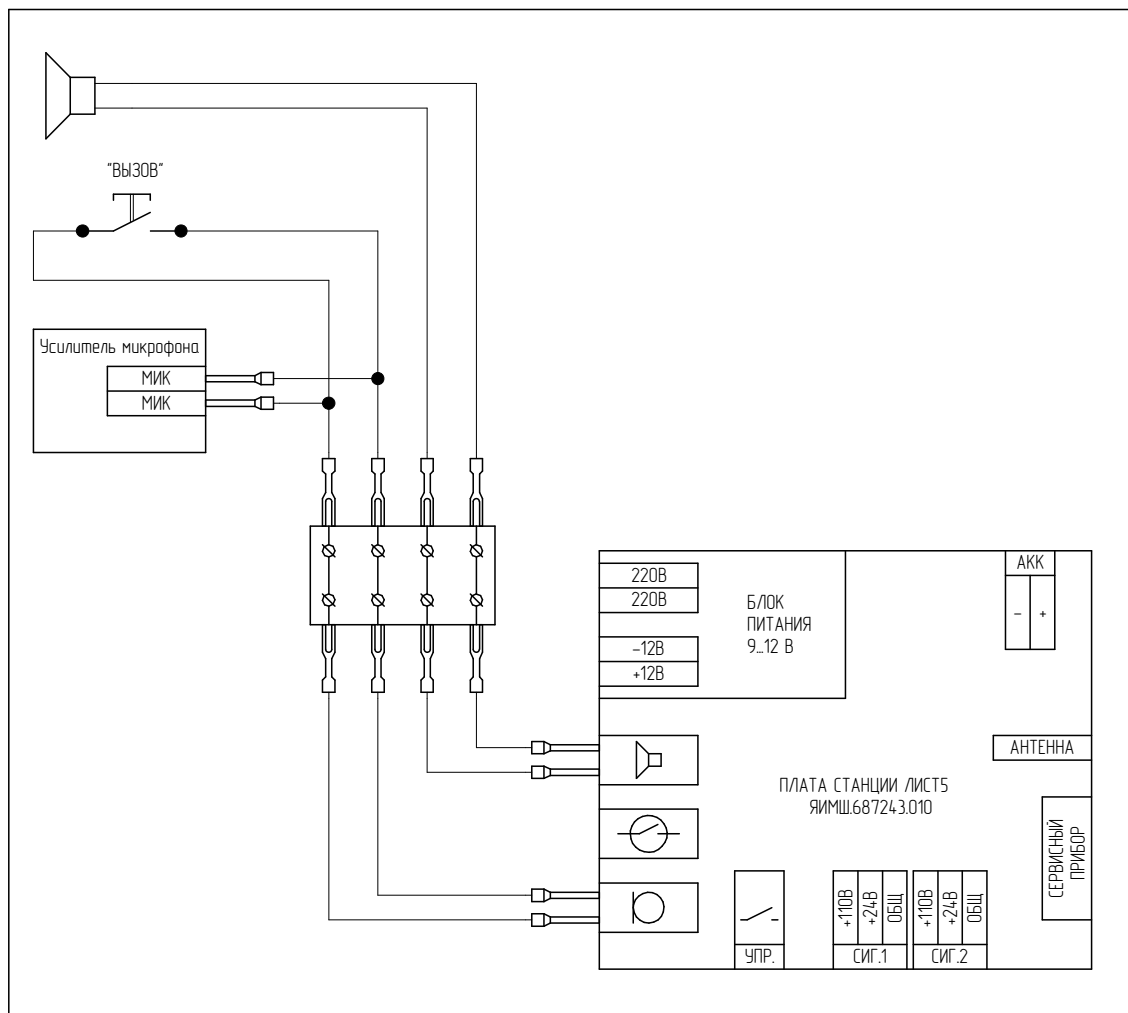 "ВЫЗОВ"
Усилитель микрофона
МИК
МИК
220В
220В
-12В
+12В
БЛОК
ПИТАНИЯ
9...12 В
АКК
-
+
АНТЕННА
ПЛАТА СТАНЦИИ ЛИСТ5
ЯИМШ.687243.010
СЕРВИСНЫЙ
ПРИБОР
УПР.
+110В
+24В
ОБЩ
СИГ.1
+110В
+24В
ОБЩ
СИГ.2